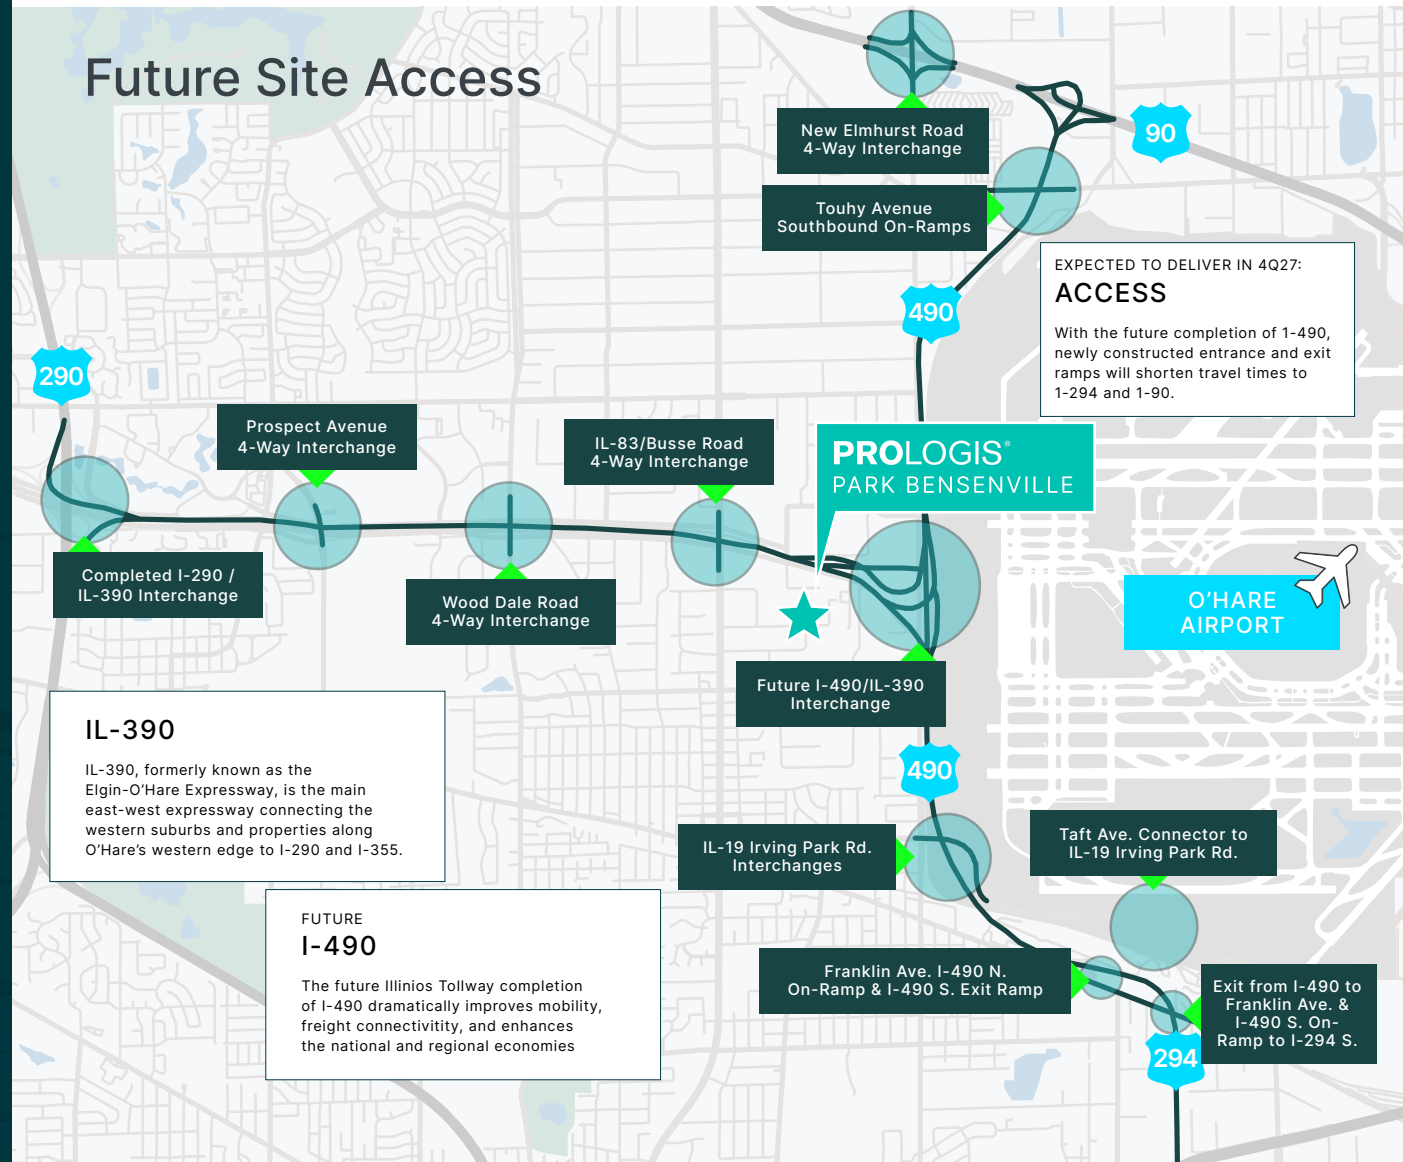 Future Site Access
New Elmhurst Road
4-Way Interchange
90
Touhy Avenue
Southbound On-Ramps
EXPECTED TO DELIVER IN 4Q27:
ACCESS
With the future completion of 1-490,
newly constructed entrance and exit
ramps will shorten travel times to
1-294 and 1-90.
490
290
Prospect Avenue
4-Way Interchange
IL-83/Busse Road
4-Way Interchange
PROLOGIS®
PARK BENSENVILLE
Completed I-290 /
IL-390 Interchange
Wood Dale Road
4-Way Interchange
O’HARE
AIRPORT
Future I-490/IL-390
Interchange
IL-390
IL-390, formerly known as the
Elgin-O’Hare Expressway, is the main
east-west expressway connecting the
western suburbs and properties along
O’Hare’s western edge to I-290 and I-355.
490
IL-19 Irving Park Rd.
Interchanges
Taft Ave. Connector to
IL-19 Irving Park Rd.
FUTURE
I-490
The future Illinios Tollway completion
of I-490 dramatically improves mobility,
freight connectivitity, and enhances
the national and regional economies
Franklin Ave. I-490 N.
On-Ramp & I-490 S. Exit Ramp
Exit from I-490 to
Franklin Ave. &
I-490 S. On-
Ramp to I-294 S.
294